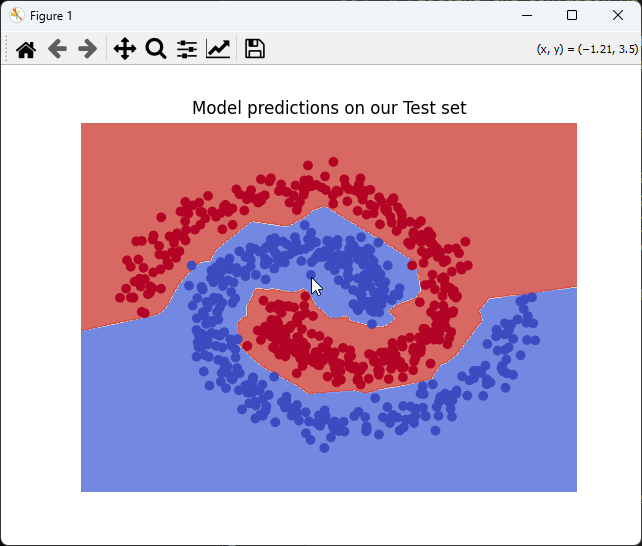 Figure 1
(x, y) = (−1.21, 3.5)
Model predictions on our Test set